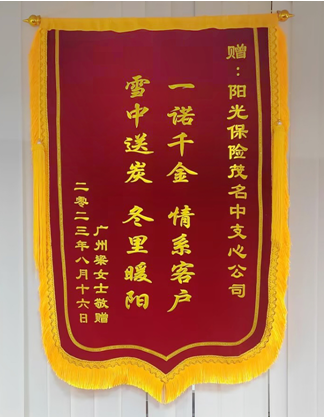 赠：阳光保险茂名中支心公司
一诺千金 情系客户
雪中送炭 冬里暖阳
广州梁女士敬赠
二零二三年八月十六日